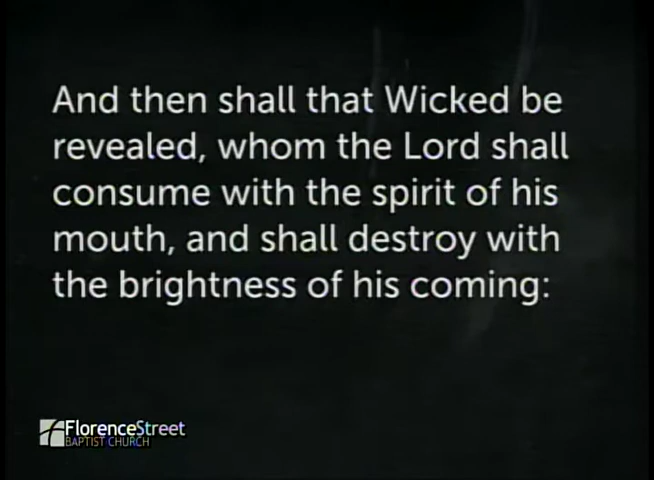 And then shall that Wicked be
revealed, whom the Lord shall
consume with the spirit of his
mouth, and shall destroy with
the brightness of his coming:
FlorenceStreet
BAPTIST CHURCH